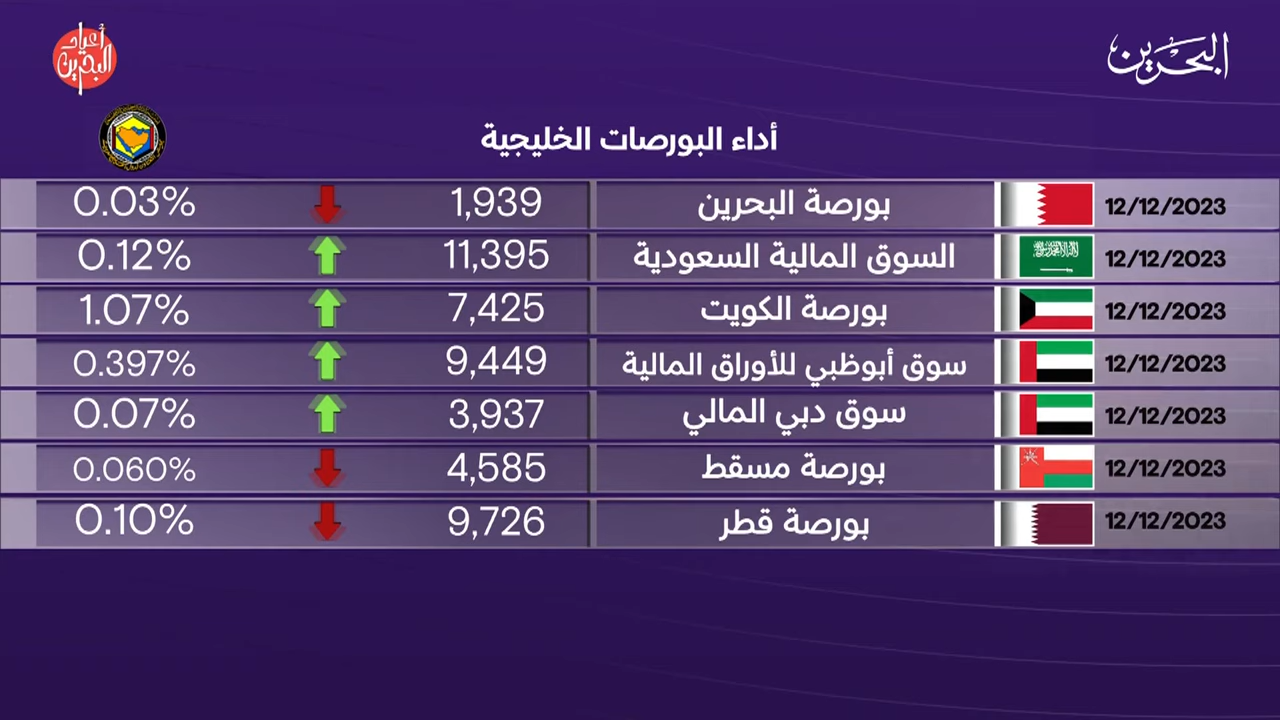 البحرين
أعياد البحرين
أداء البورصات الخليجية
12/12/2023 بورصة البحرين 1,939 0.03%
12/12/2023 السوق المالية السعودية 11,395 0.12%
12/12/2023 بورصة الكويت 7,425 1.07%
12/12/2023 سوق أبوظبي للأوراق المالية 9,449 0.397%
12/12/2023 سوق دبي المالي 3,937 0.07%
12/12/2023 بورصة مسقط 4,585 0.060%
12/12/2023 بورصة قطر 9,726 0.10%